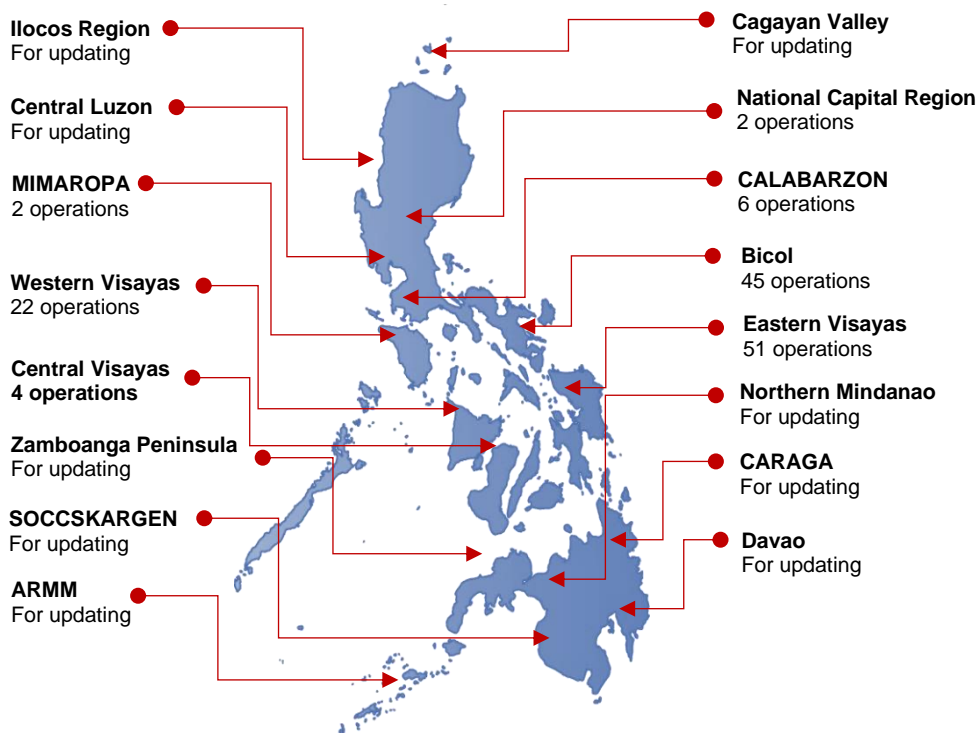 Ilocos Region
For updating
Central Luzon
For updating
MIMAROPA
2 operations
Western Visayas
22 operations
Central Visayas
4 operations
Zamboanga Peninsula
For updating
SOCCSKARGEN
For updating
ARMM
For updating
Cagayan Valley
For updating
National Capital Region
2 operations
CALABARZON
6 operations
Bicol
45 operations
Eastern Visayas
51 operations
Northern Mindanao
For updating
CARAGA
For updating
Davao
For updating